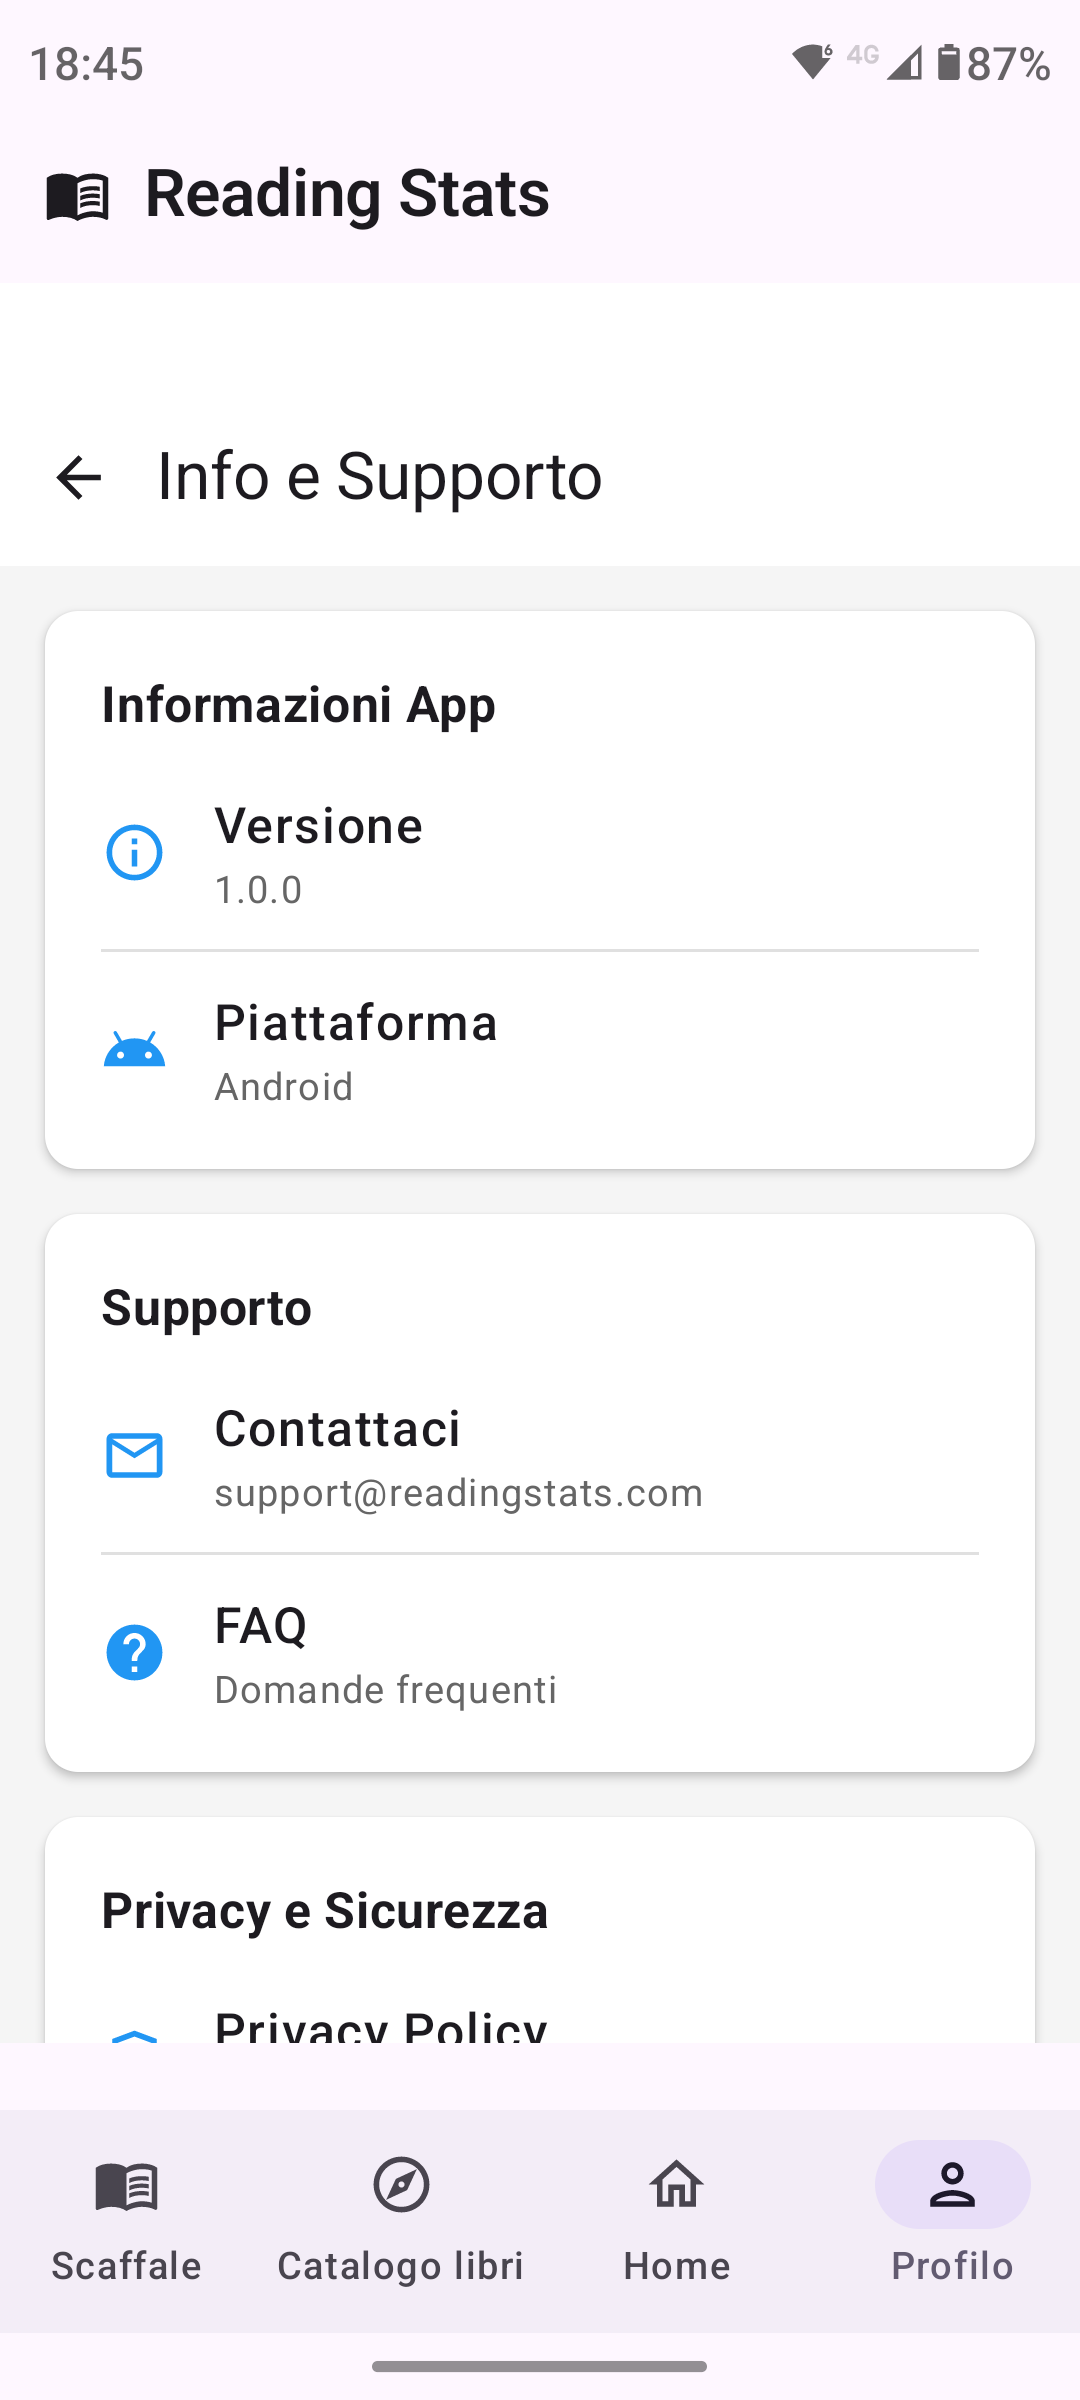 18:45
4G
87%
Reading Stats
Info e Supporto
Informazioni App
Versione
1.0.0
Piattaforma
Android
Supporto
Contattaci
support@readingstats.com
FAQ
Domande frequenti
Privacy e Sicurezza
Privacy Policy
Scaffale
Catalogo libri
Home
Profilo